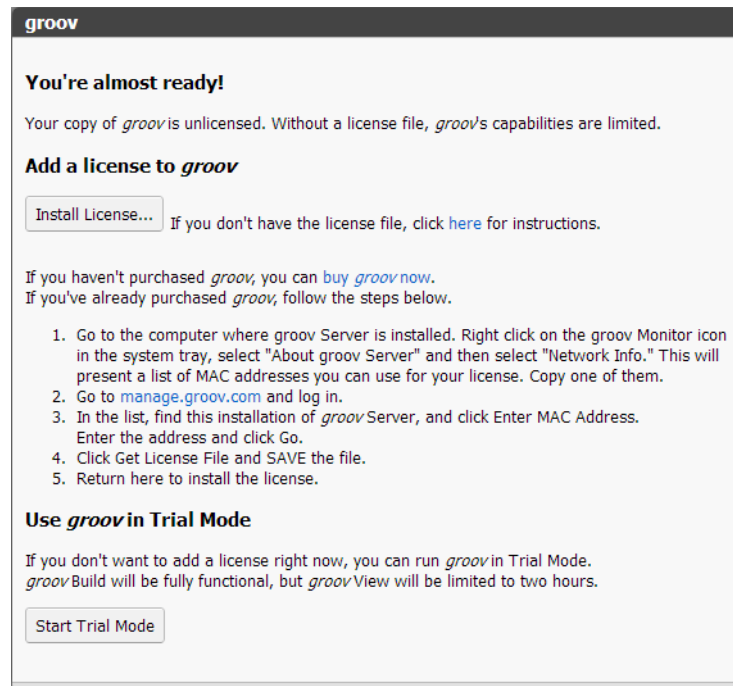 groov
You're almost ready!
Your copy of groov is unlicensed. Without a license file, groov's capabilities are limited.
Add a license to groov
Install License... If you don't have the license file, click here for instructions.
If you haven't purchased groov, you can buy groov now.
If you've already purchased groov, follow the steps below.
1. Go to the computer where groov Server is installed. Right click on the groov Monitor icon
in the system tray, select "About groov Server" and then select "Network Info." This will
present a list of MAC addresses you can use for your license. Copy one of them.
2. Go to manage.groov.com and log in.
3. In the list, find this installation of groov Server, and click Enter MAC Address.
Enter the address and click Go.
4. Click Get License File and SAVE the file.
5. Return here to install the license.
Use groov in Trial Mode
If you don't want to add a license right now, you can run groov in Trial Mode.
groov Build will be fully functional, but groov View will be limited to two hours.
Start Trial Mode